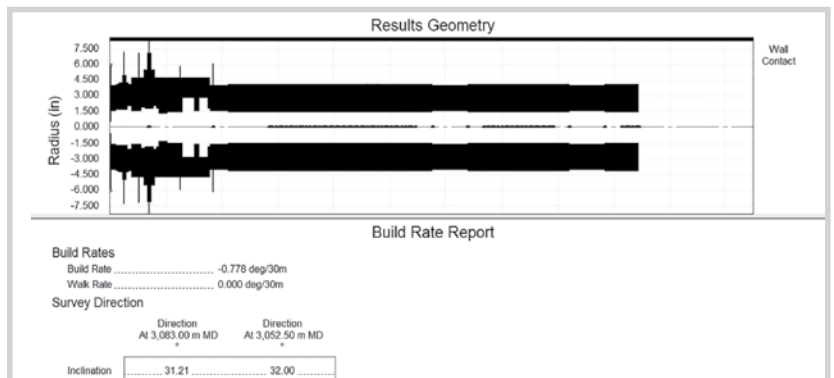 Results Geometry
7.500
6.000
4.500
3.000
1.500
0.000
-1.500
-3.000
-4.500
-6.000
-7.500
Radius (in)
Wall
Contact
Build Rate Report
Build Rates
Build Rate -0.778 deg/30m
Walk Rate 0.000 deg/30m
Survey Direction
Direction Direction
At 3,083.00 m MD At 3,052.50 m MD
° °
Inclination 31.21 32.00